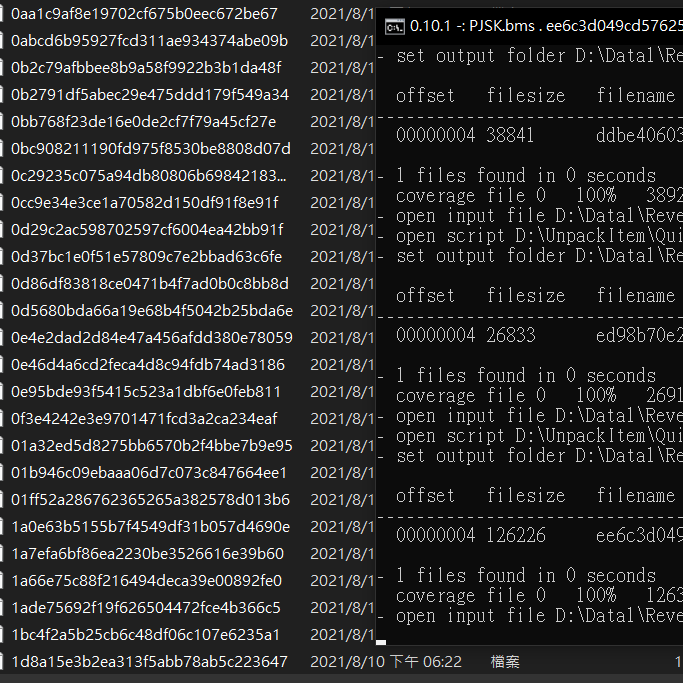 0aa1c9af8e19702cf675b0eec672be67 2021/8/1
0abcd6b95927fcd311ae934374abe09b 2021/8/1
0b2c79afbbee8b9a58f9922b3b1da48f 2021/8/1
0b2791df5abec29e475ddd179f549a34 2021/8/1
0bb768f23de16e0de2cf7f79a45cf27e 2021/8/1
0bc908211190fd975f8530be8808d07d 2021/8/1
0c29235c075a94db80806b69842183... 2021/8/1
0cc9e34e3ce1a70582d150df91f8e91f 2021/8/1
0d29c2ac598702597cf6004ea42bb91f 2021/8/1
0d37bc1e0f51e57809c7e2bbad63c6fe 2021/8/1
0d86df83818ce0471b4f7ad0b0c8bb8d 2021/8/1
0d5680bda66a19e68b4f5042b25bda6e 2021/8/1
0e4e2dad2d84e47a456afdd380e78059 2021/8/1
0e46d4a6cd2feca4d8c94fdb74ad3186 2021/8/1
0e95bde93f5415c523a1dbf6e0feb811 2021/8/1
0f3e4242e3e9701471fcd3a2ca234eaf 2021/8/1
01a32ed5d8275bb6570b2f4bbe7b9e95 2021/8/1
01b946c09ebaaa06d7c073c847664ee1 2021/8/1
01ff52a286762365265a382578d013b6 2021/8/1
1a0e63b5155b7f4549df31b057d4690e 2021/8/1
1a7efa6bf86ea2230be3526616e39b60 2021/8/1
1a66e75c88f216494deca39e00892fe0 2021/8/1
1ade75692f19f626504472fce4b366c5 2021/8/1
1bc4f2a5b25cb6c48df06c107e6235a1 2021/8/1
1d8a15e3b2ea313f5abb78ab5c223647 2021/8/10 下午 06:22 檔案 1
0.10.1 -: PJSK.bms . ee6c3d049cd57625
- set output folder D:\Data1\Re
offset filesize filename
--------------------------------
00000004 38841 ddbe40603
- 1 files found in 0 seconds
coverage file 0 100% 3892
- open input file D:\Data1\Reve
- open script D:\UnpackItem\Qui
- set output folder D:\Data1\Re
offset filesize filename
--------------------------------
00000004 26833 ed98b70e2
- 1 files found in 0 seconds
coverage file 0 100% 2691
- open input file D:\Data1\Reve
- open script D:\UnpackItem\Qui
- set output folder D:\Data1\Re
offset filesize filename
--------------------------------
00000004 126226 ee6c3d049
- 1 files found in 0 seconds
coverage file 0 100% 1263
- open input file D:\Data1\Reve